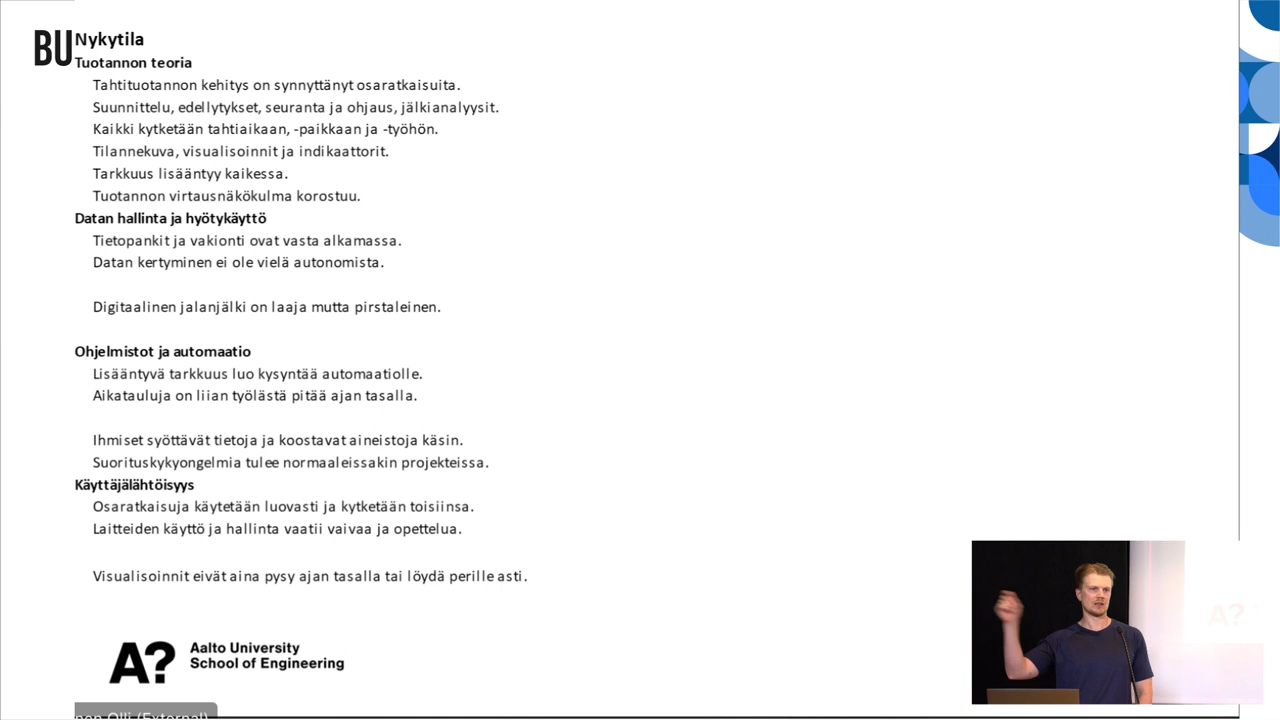 BU
Nykytila
Tuotannon teoria
Tahtituotannon kehitys on synnyttänyt osaratkaisuita.
Suunnittelu, edellytykset, seuranta ja ohjaus, jälkianalyysit.
Kaikki kytketään tahtiaikaan, -paikkaan ja -työhön.
Tilannekuva, visualisoinnit ja indikaattorit.
Tarkkuus lisääntyy kaikessa.
Tuotannon virtausnäkökulma korostuu.
Datan hallinta ja hyötykäyttö
Tietopankit ja vakionti ovat vasta alkamassa.
Datan kertyminen ei ole vielä autonomista.
Digitaalinen jalanjälki on laaja mutta pirstaleinen.
Ohjelmistot ja automaatio
Lisääntyvä tarkkuus luo kysyntää automaatiolle.
Aikatauluja on liian työlästä pitää ajan tasalla.
Ihmiset syöttävät tietoja ja koostavat aineistoja käsin.
Suorituskykyongelmia tulee normaaleissakin projekteissa.
Käyttäjälähtöisyys
Osaratkaisuja käytetään luovasti ja kytketään toisiinsa.
Laitteiden käyttö ja hallinta vaatii vaivaa ja opettelua.
Visualisoinnit eivät aina pysy ajan tasalla tai löydä perille asti.
A?
A? Aalto University
School of Engineering
Olli (External)